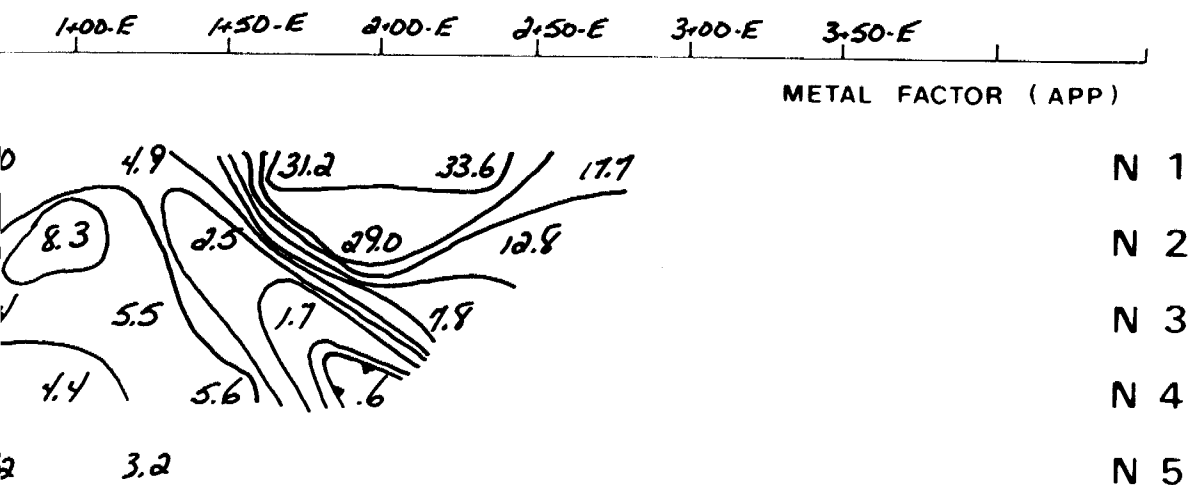 1+00-E 1+50-E 2+00-E 2+50-E 3+00-E 3+50-E
METAL FACTOR (APP)
4.9 31.2 33.6 17.7 N 1
8.3 2.5 29.0 12.8 N 2
5.5 1.7 7.8 N 3
4.4 5.6 .6 N 4
3.2 N 5